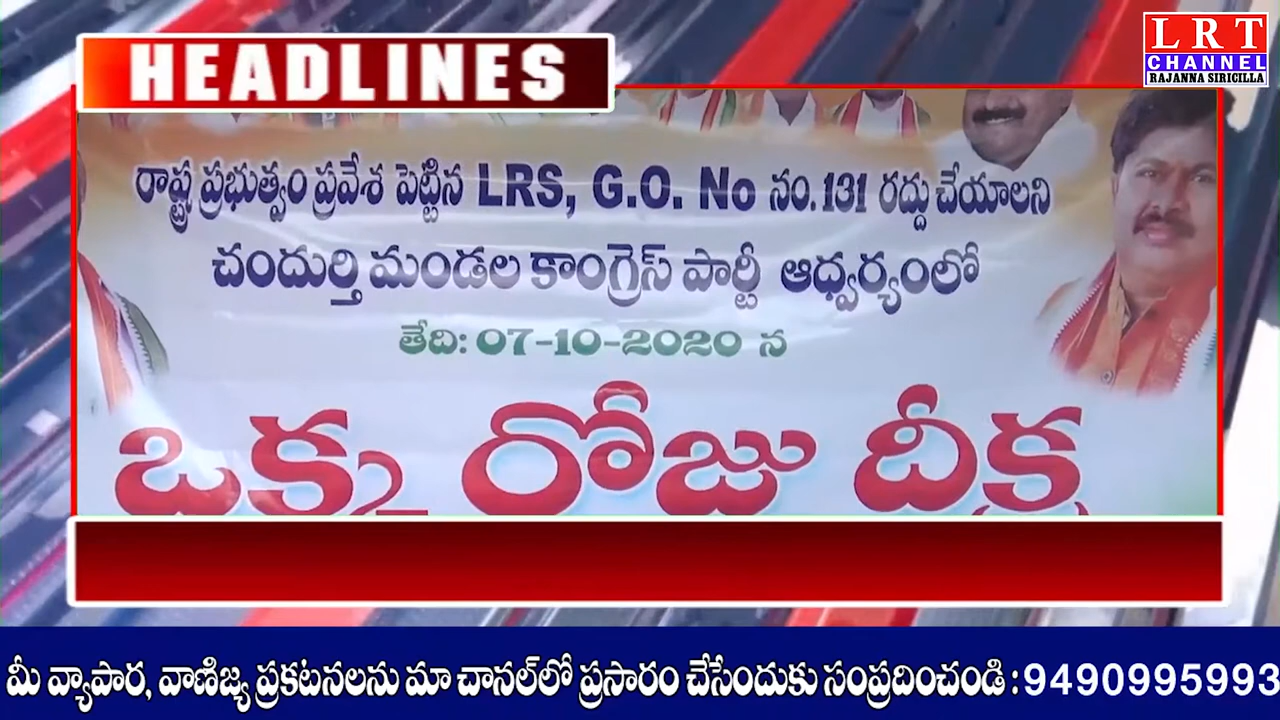 HEADLINES
LRT
CHANNEL
RAJANNA SIRICILLA
రాష్ట్ర ప్రభుత్వం ప్రవేశ పెట్టిన LRS, G.O. No నం. 131 రద్దు చేయాలని
చందుర్తి మండల కాంగ్రెస్ పార్టీ ఆధ్వర్యంలో
తేది: 07-10-2020 న
ఒక్క రోజు దీక్ష
మీ వ్యాపార, వాణిజ్య ప్రకటనలను మా చానల్‌లో ప్రసారం చేసేందుకు సంప్రదించండి : 9490995993